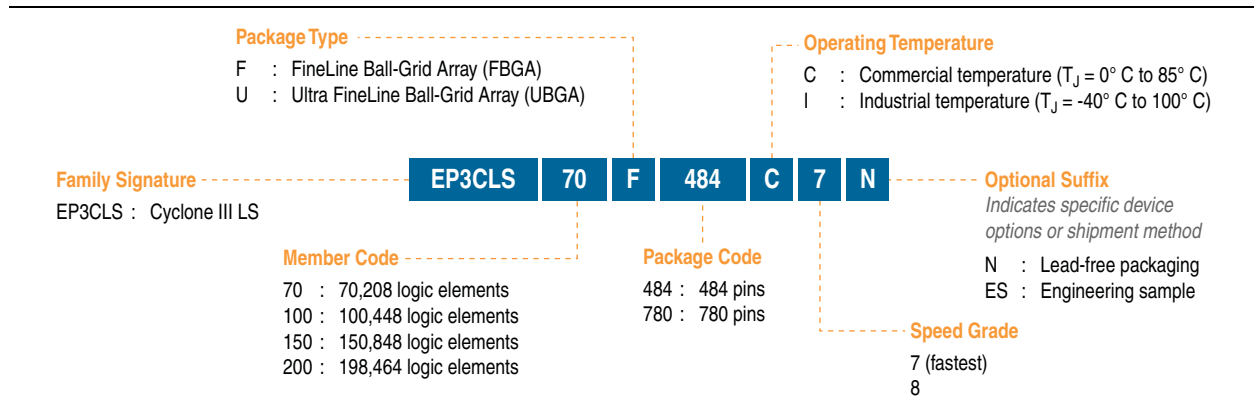 Package Type
F : FineLine Ball-Grid Array (FBGA)
U : Ultra FineLine Ball-Grid Array (UBGA)
Operating Temperature
C : Commercial temperature (TJ = 0° C to 85° C)
I : Industrial temperature (TJ = -40° C to 100° C)
Family Signature
EP3CLS : Cyclone III LS
EP3CLS 70 F 484 C 7 N
Optional Suffix
Indicates specific device
options or shipment method
N : Lead-free packaging
ES : Engineering sample
Member Code
70 : 70,208 logic elements
100 : 100,448 logic elements
150 : 150,848 logic elements
200 : 198,464 logic elements
Package Code
484 : 484 pins
780 : 780 pins
Speed Grade
7 (fastest)
8